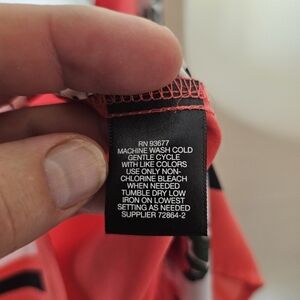 RN 93677
MACHINE WASH COLD
GENTLE CYCLE
WITH LIKE COLORS
USE ONLY NON-
CHLORINE BLEACH
WHEN NEEDED
TUMBLE DRY LOW
IRON ON LOWEST
SETTING AS NEEDED
SUPPLIER 72864-2